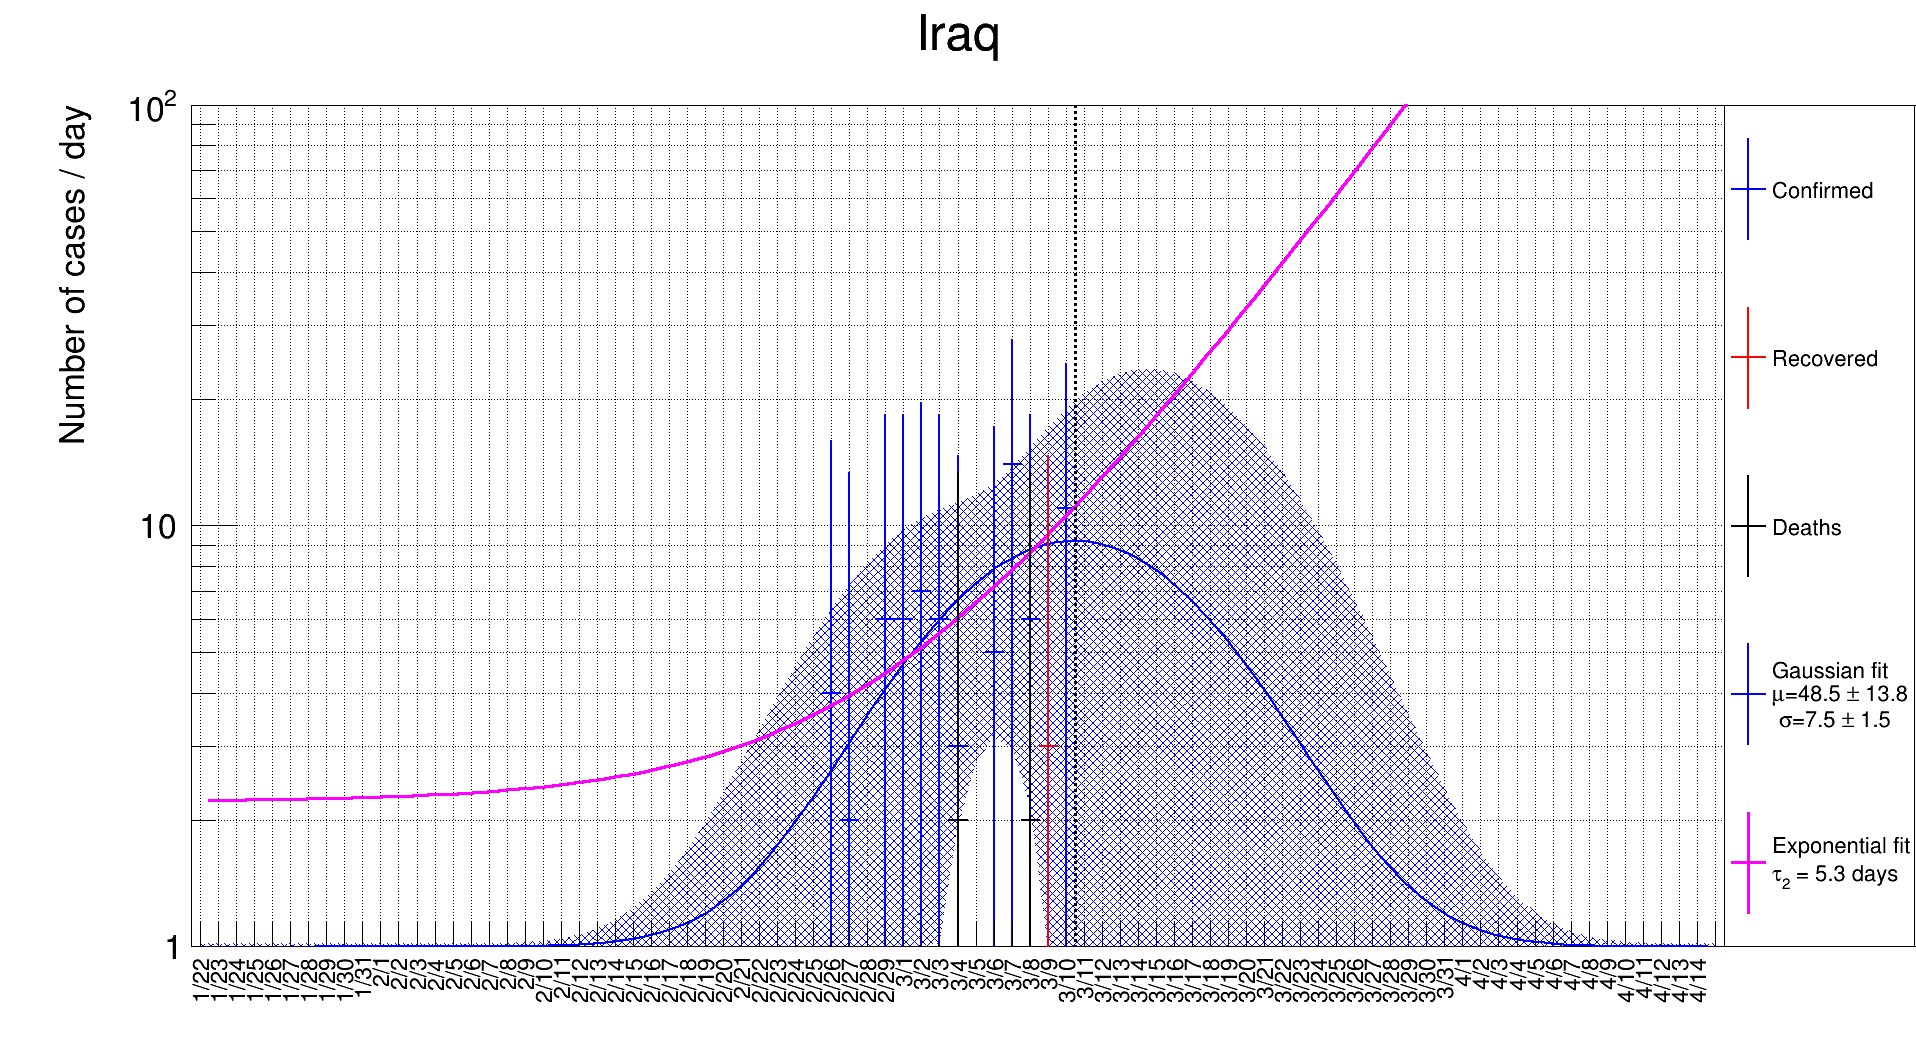 Iraq
Number of cases / day
10²
10
1
1/22 1/23 1/24 1/25 1/26 1/27 1/28 1/29 1/30 1/31 2/1 2/2 2/3 2/4 2/5 2/6 2/7 2/8 2/9 2/10 2/11 2/12 2/13 2/14 2/15 2/16 2/17 2/18 2/19 2/20 2/21 2/22 2/23 2/24 2/25 2/26 2/27 2/28 2/29 3/1 3/2 3/3 3/4 3/5 3/6 3/7 3/8 3/9 3/10 3/11 3/12 3/13 3/14 3/15 3/16 3/17 3/18 3/19 3/20 3/21 3/22 3/23 3/24 3/25 3/26 3/27 3/28 3/29 3/30 3/31 4/1 4/2 4/3 4/4 4/5 4/6 4/7 4/8 4/9 4/10 4/11 4/12 4/13 4/14
Confirmed
Recovered
Deaths
Gaussian fit
μ=48.5 ± 13.8
σ=7.5 ± 1.5
Exponential fit
τ₂ = 5.3 days